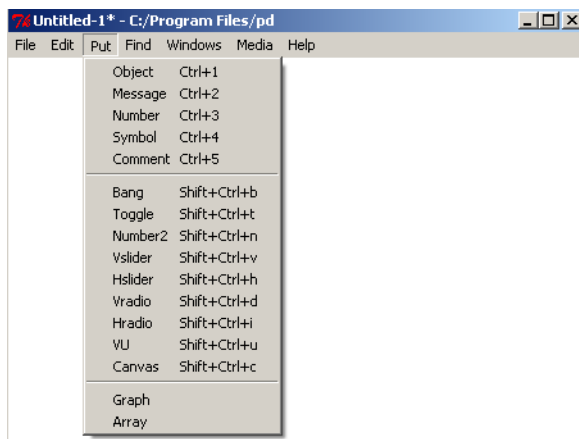 Untitled-1* - C:/Program Files/pd
File Edit Put Find Windows Media Help
Object Ctrl+1
Message Ctrl+2
Number Ctrl+3
Symbol Ctrl+4
Comment Ctrl+5
Bang Shift+Ctrl+b
Toggle Shift+Ctrl+t
Number2 Shift+Ctrl+n
Vslider Shift+Ctrl+v
Hslider Shift+Ctrl+h
Vradio Shift+Ctrl+d
Hradio Shift+Ctrl+i
VU Shift+Ctrl+u
Canvas Shift+Ctrl+c
Graph
Array